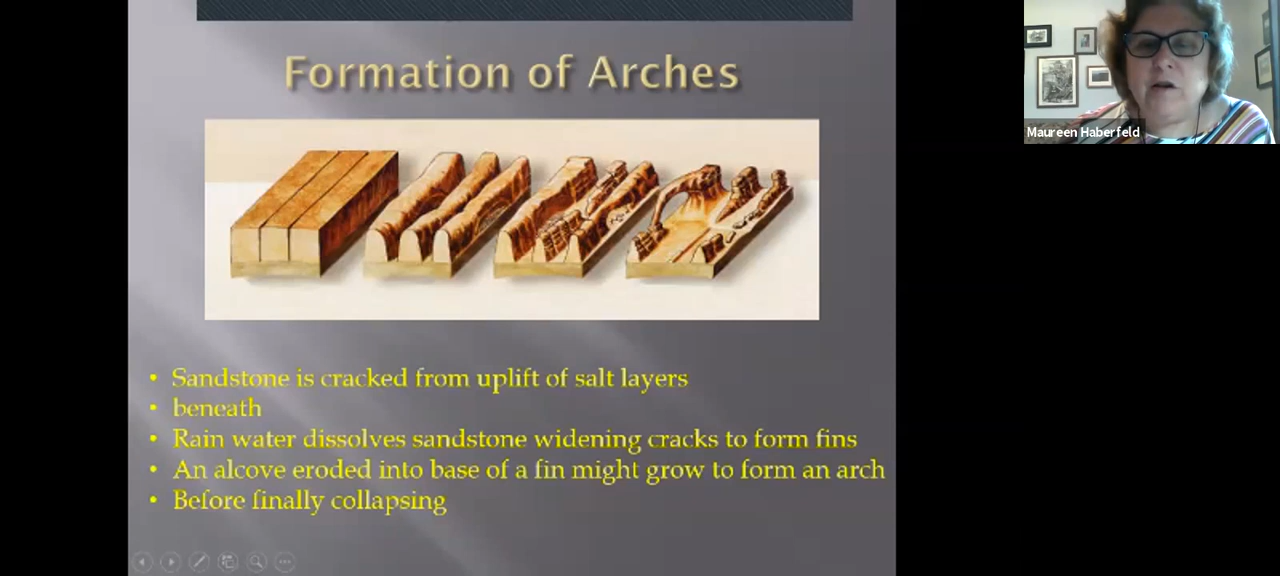 Formation of Arches
Maureen Haberfeld
• Sandstone is cracked from uplift of salt layers
• beneath
• Rain water dissolves sandstone widening cracks to form fins
• An alcove eroded into base of a fin might grow to form an arch
• Before finally collapsing